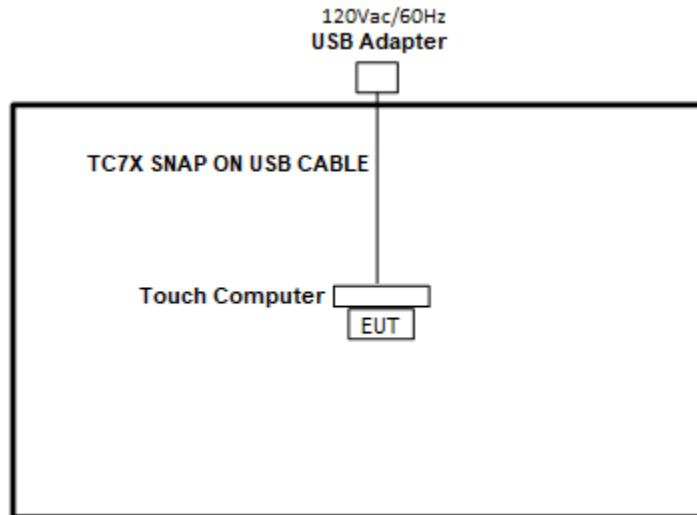 120Vac/60Hz
USB Adapter
TC7X SNAP ON USB CABLE
Touch Computer
EUT